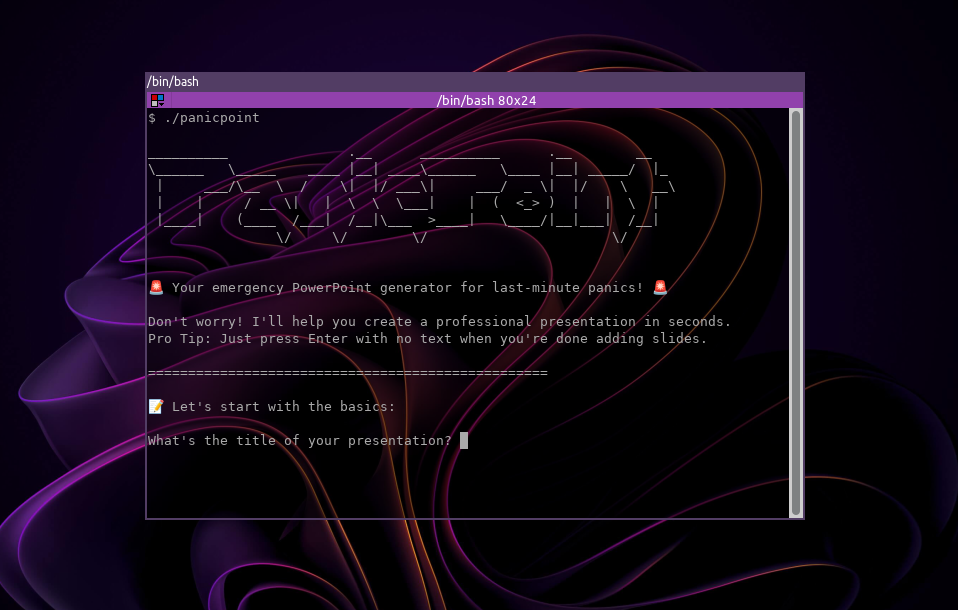 /bin/bash
/bin/bash 80x24
$ ./panicpoint
🚨 Your emergency PowerPoint generator for last-minute panics! 🚨
Don't worry! I'll help you create a professional presentation in seconds.
Pro Tip: Just press Enter with no text when you're done adding slides.
==================================================
📝 Let's start with the basics:
What's the title of your presentation?